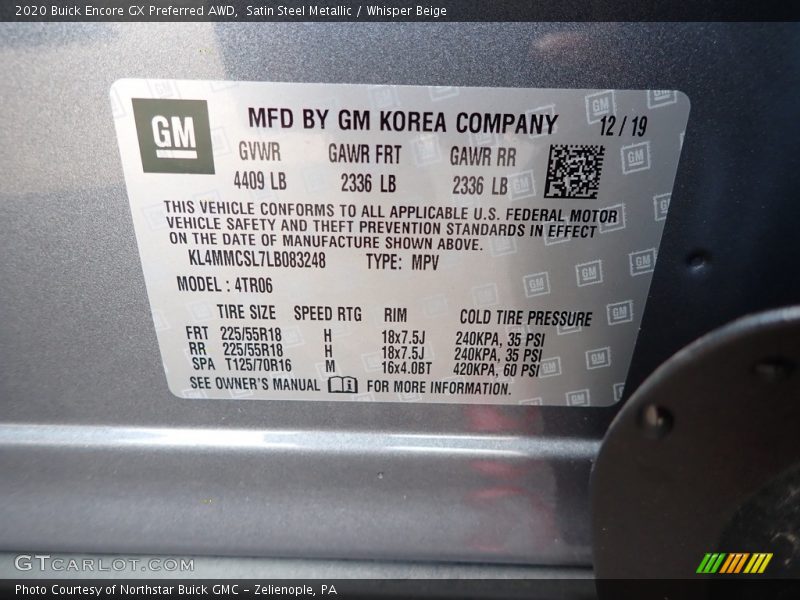 2020 Buick Encore GX Preferred AWD, Satin Steel Metallic / Whisper Beige
GM
MFD BY GM KOREA COMPANY 12 / 19
GVWR GAWR FRT GAWR RR
4409 LB 2336 LB 2336 LB
THIS VEHICLE CONFORMS TO ALL APPLICABLE U.S. FEDERAL MOTOR
VEHICLE SAFETY AND THEFT PREVENTION STANDARDS IN EFFECT
ON THE DATE OF MANUFACTURE SHOWN ABOVE.
KL4MMCSL7LB083248 TYPE: MPV
MODEL : 4TR06
TIRE SIZE SPEED RTG RIM COLD TIRE PRESSURE
FRT 225/55R18 H 18x7.5J 240KPA, 35 PSI
RR 225/55R18 H 18x7.5J 240KPA, 35 PSI
SPA T125/70R16 M 16x4.0BT 420KPA, 60 PSI
SEE OWNER'S MANUAL FOR MORE INFORMATION.
GTCARLOT.COM
Photo Courtesy of Northstar Buick GMC – Zelienople, PA